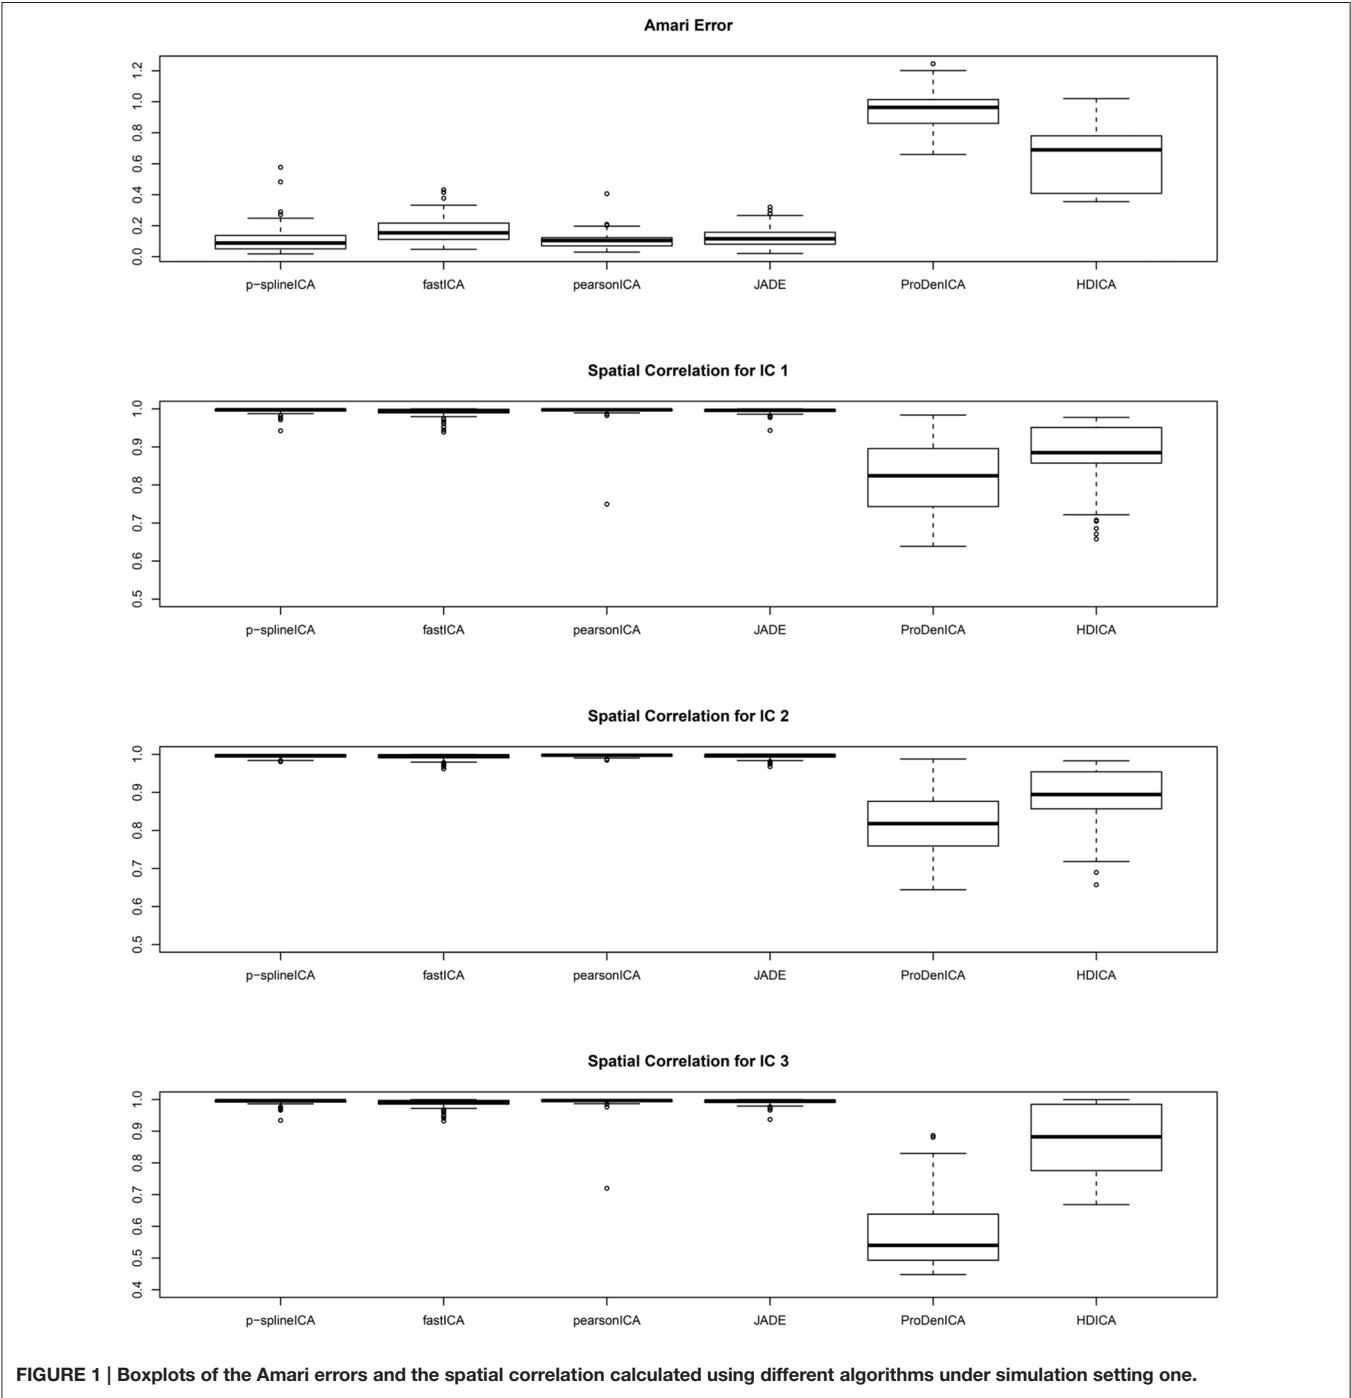 Amari Error
1.2
1.0
0.8
0.6
0.4
0.2
0.0
p−splineICA fastICA pearsonICA JADE ProDenICA HDICA
Spatial Correlation for IC 1
1.0
0.9
0.8
0.7
0.6
0.5
p−splineICA fastICA pearsonICA JADE ProDenICA HDICA
Spatial Correlation for IC 2
1.0
0.9
0.8
0.7
0.6
0.5
p−splineICA fastICA pearsonICA JADE ProDenICA HDICA
Spatial Correlation for IC 3
1.0
0.9
0.8
0.7
0.6
0.5
0.4
p−splineICA fastICA pearsonICA JADE ProDenICA HDICA
FIGURE 1 | Boxplots of the Amari errors and the spatial correlation calculated using different algorithms under simulation setting one.